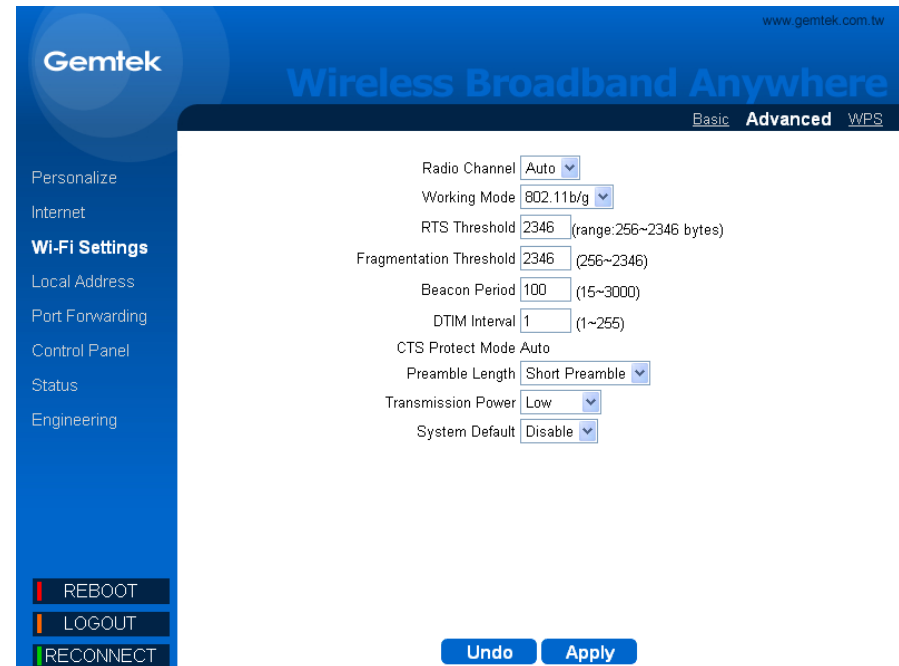 www.gemtek.com.tw
Gemtek
Wireless Broadband Anywhere
Basic Advanced WPS
Personalize
Internet
Wi-Fi Settings
Local Address
Port Forwarding
Control Panel
Status
Engineering
REBOOT
LOGOUT
RECONNECT
Radio Channel Auto
Working Mode 802.11b/g
RTS Threshold 2346 (range:256~2346 bytes)
Fragmentation Threshold 2346 (256~2346)
Beacon Period 100 (15~3000)
DTIM Interval 1 (1~255)
CTS Protect Mode Auto
Preamble Length Short Preamble
Transmission Power Low
System Default Disable
Undo Apply